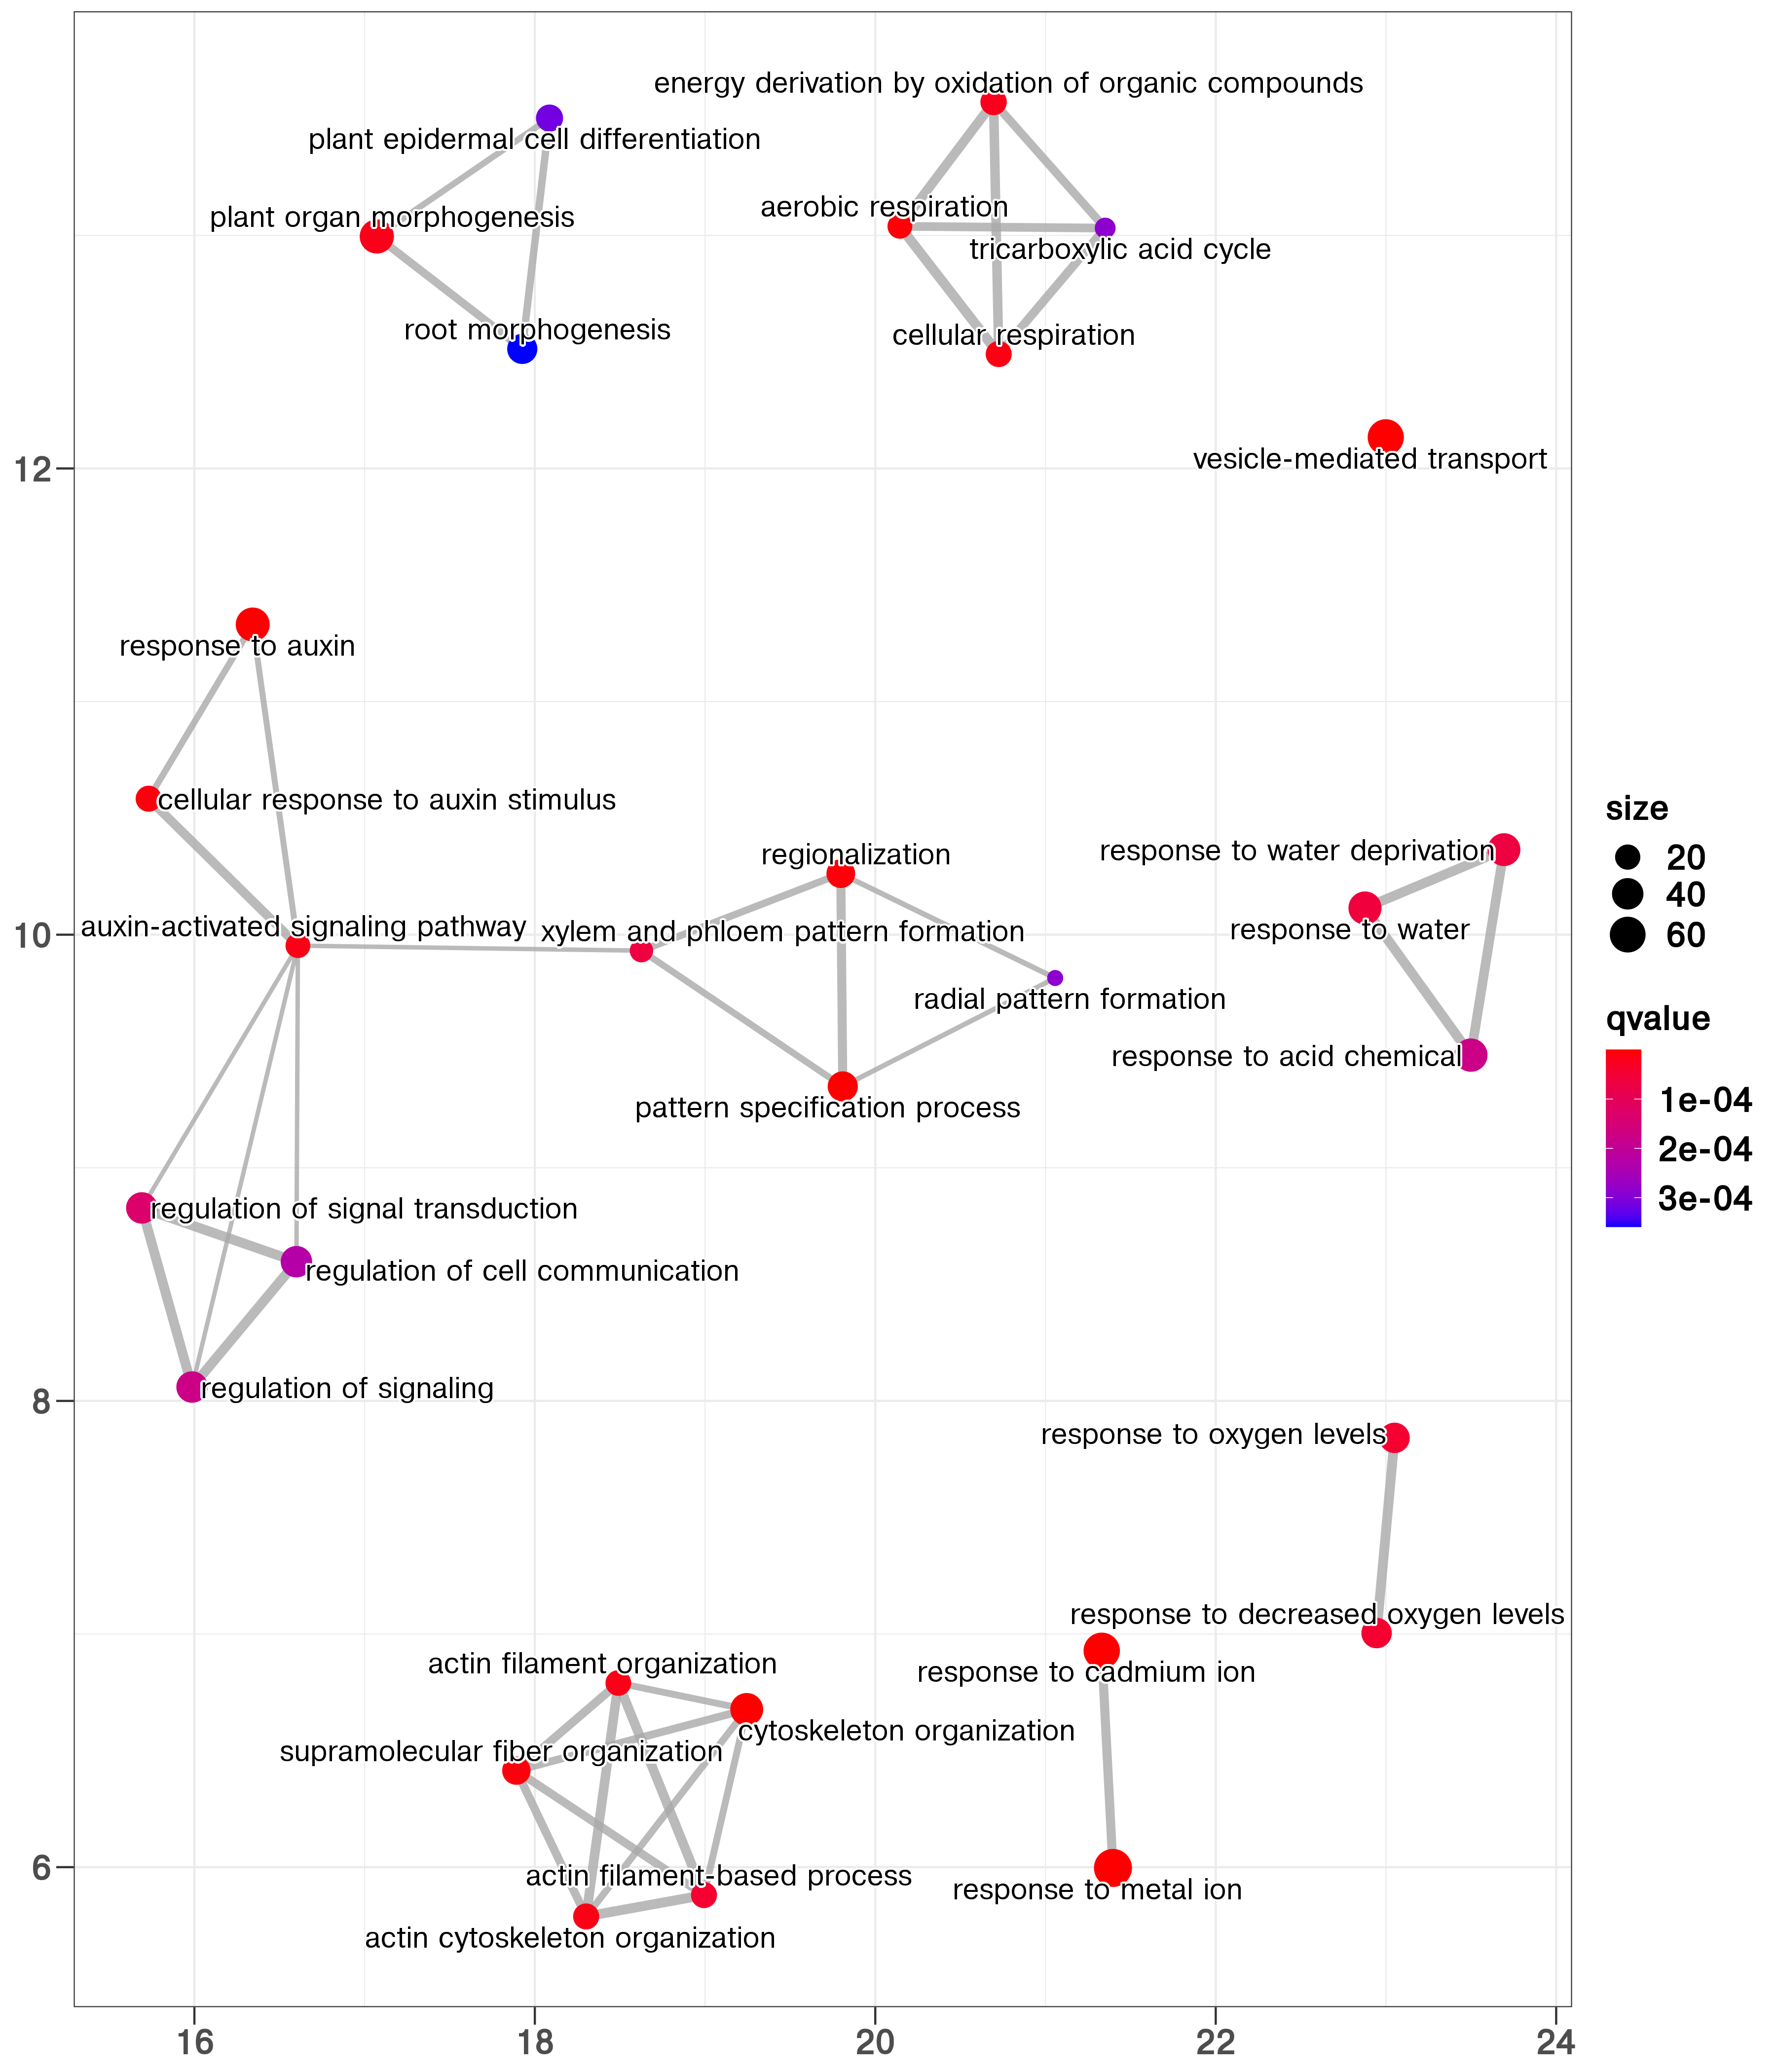 energy derivation by oxidation of organic compounds
plant epidermal cell differentiation
aerobic respiration
plant organ morphogenesis
tricarboxylic acid cycle
root morphogenesis
cellular respiration
vesicle-mediated transport
12
response to auxin
cellular response to auxin stimulus
regionalization
response to water deprivation
auxin-activated signaling pathway
xylem and phloem pattern formation
response to water
10
radial pattern formation
response to acid chemical
pattern specification process
regulation of signal transduction
regulation of cell communication
regulation of signaling
8
response to oxygen levels
response to decreased oxygen levels
actin filament organization
response to cadmium ion
cytoskeleton organization
supramolecular fiber organization
6
actin filament-based process
response to metal ion
actin cytoskeleton organization
16 18 20 22 24
size
20
40
60
qvalue
1e-04
2e-04
3e-04